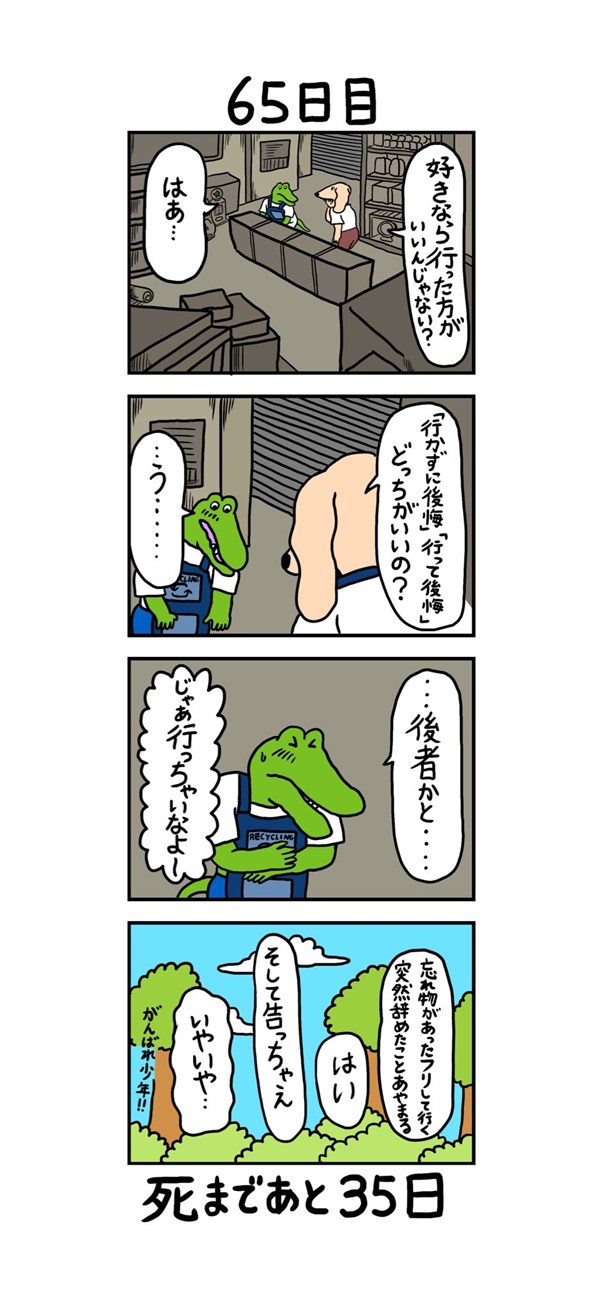 65日目
好きなら行った方が
いいんじゃない?
はあ…
「行かずに後悔」「行って後悔」
どっちがいいの?
…う……
CYCLING
…後者かと‥‥
じゃあ行っちゃいなよ〜
RECYCLING
忘れ物があったフリして行く
突然辞めたことあやまる
はい
そして告っちゃえ
いやいや…
がんばれ少年!!
死まであと35日